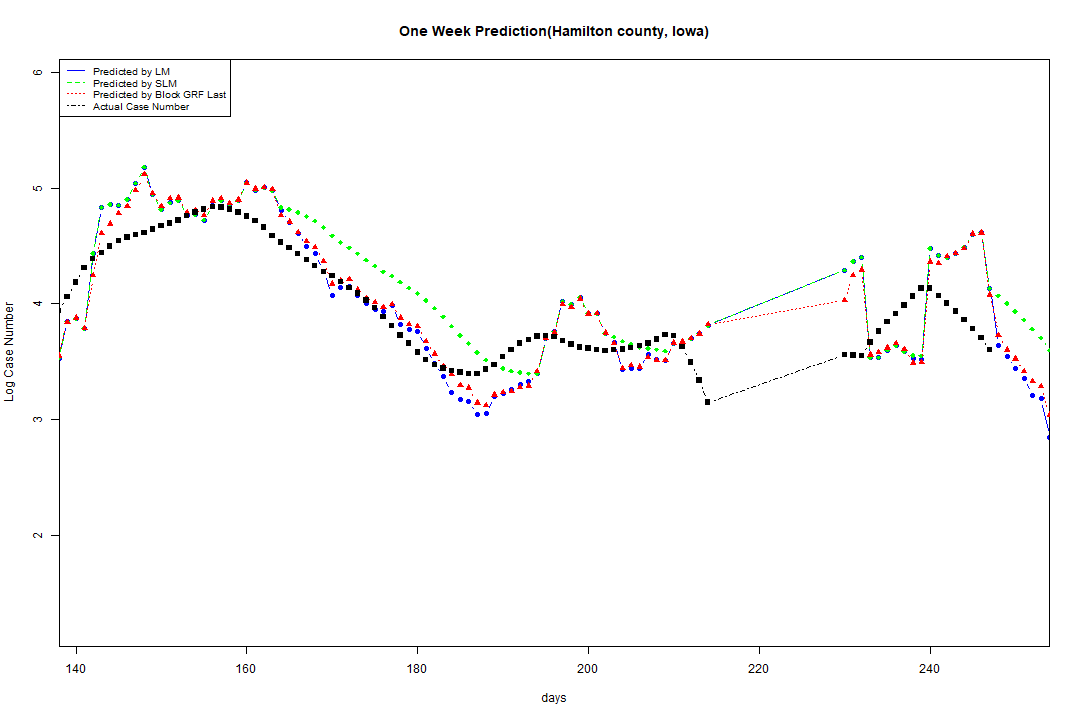 One Week Prediction(Hamilton county, Iowa)
Predicted by LM
Predicted by SLM
Predicted by Block GRF Last
Actual Case Number
6
5
4
3
2
Log Case Number
140 160 180 200 220 240
days